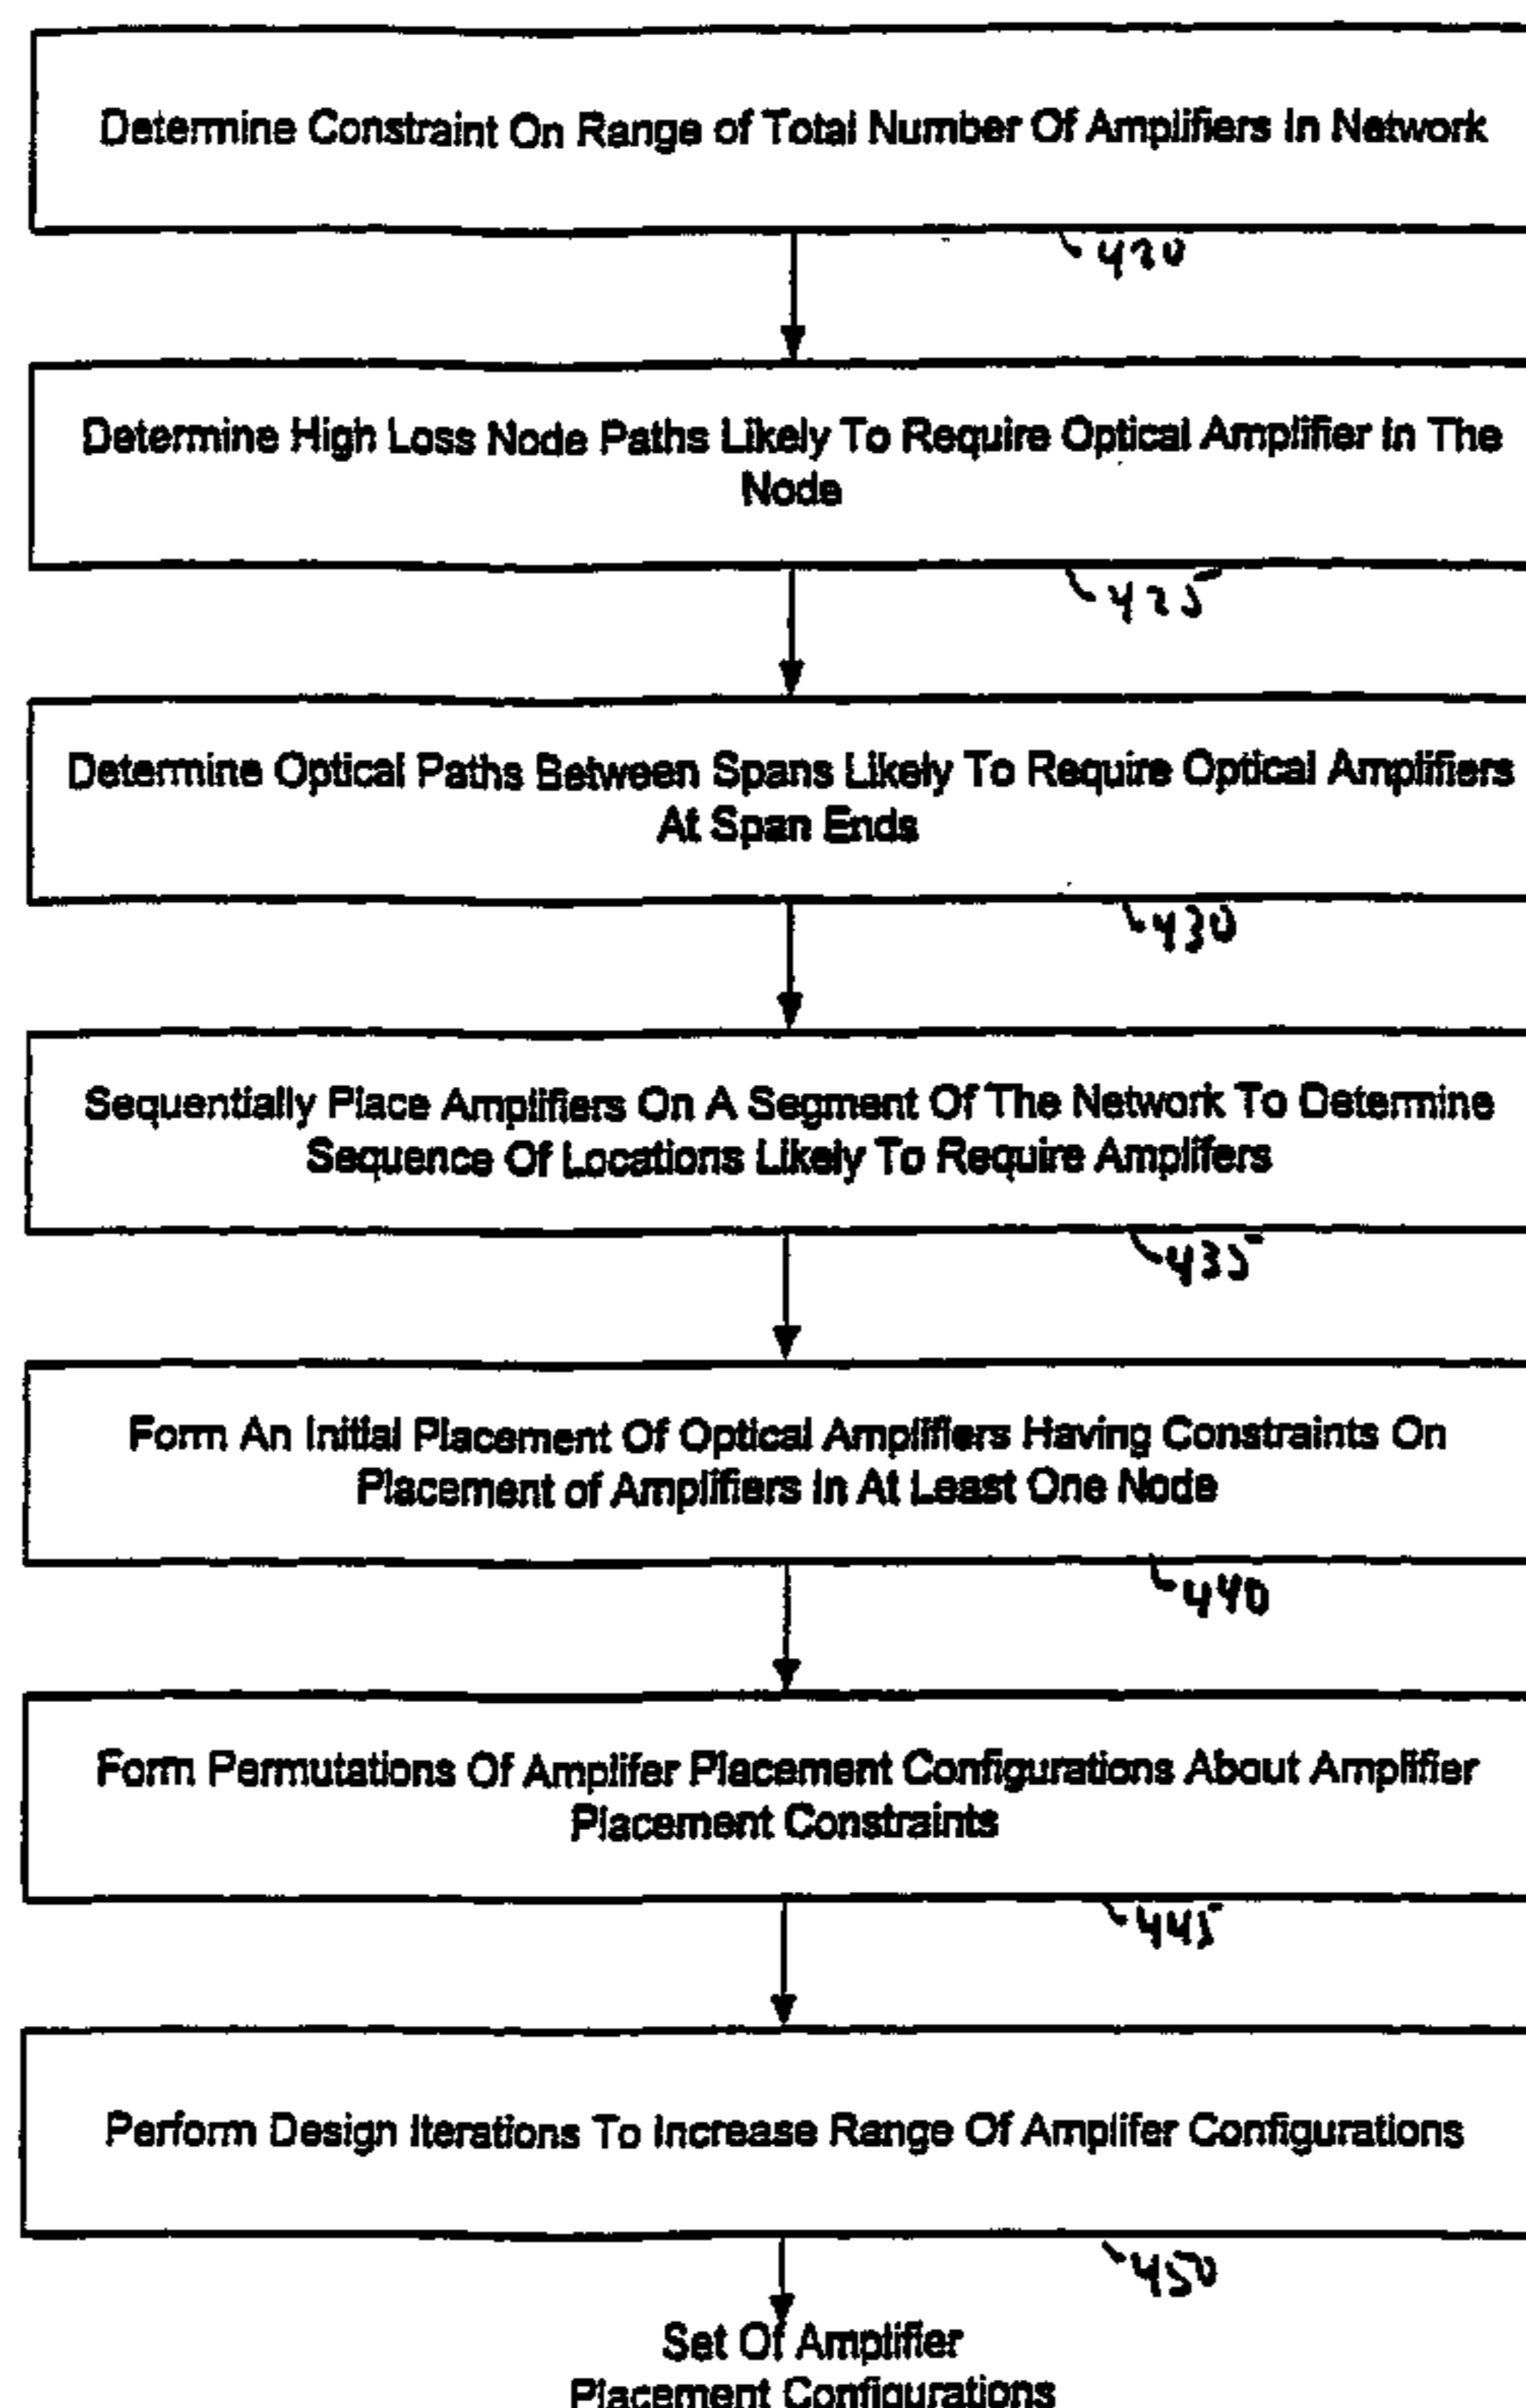 Determine Constraint On Range of Total Number Of Amplifiers In Network
420
Determine High Loss Node Paths Likely To Require Optical Amplifier In The
Node
425
Determine Optical Paths Between Spans Likely To Require Optical Amplifiers
At Span Ends
430
Sequentially Place Amplifiers On A Segment Of The Network To Determine
Sequence Of Locations Likely To Require Amplifers
435
Form An Initial Placement Of Optical Amplifiers Having Constraints On
Placement of Amplifiers In At Least One Node
440
Form Permutations Of Amplifer Placement Configurations About Amplifier
Placement Constraints
445
Perform Design Iterations To Increase Range Of Amplifer Configurations
450
Set Of Amplifier
Placement Configurations